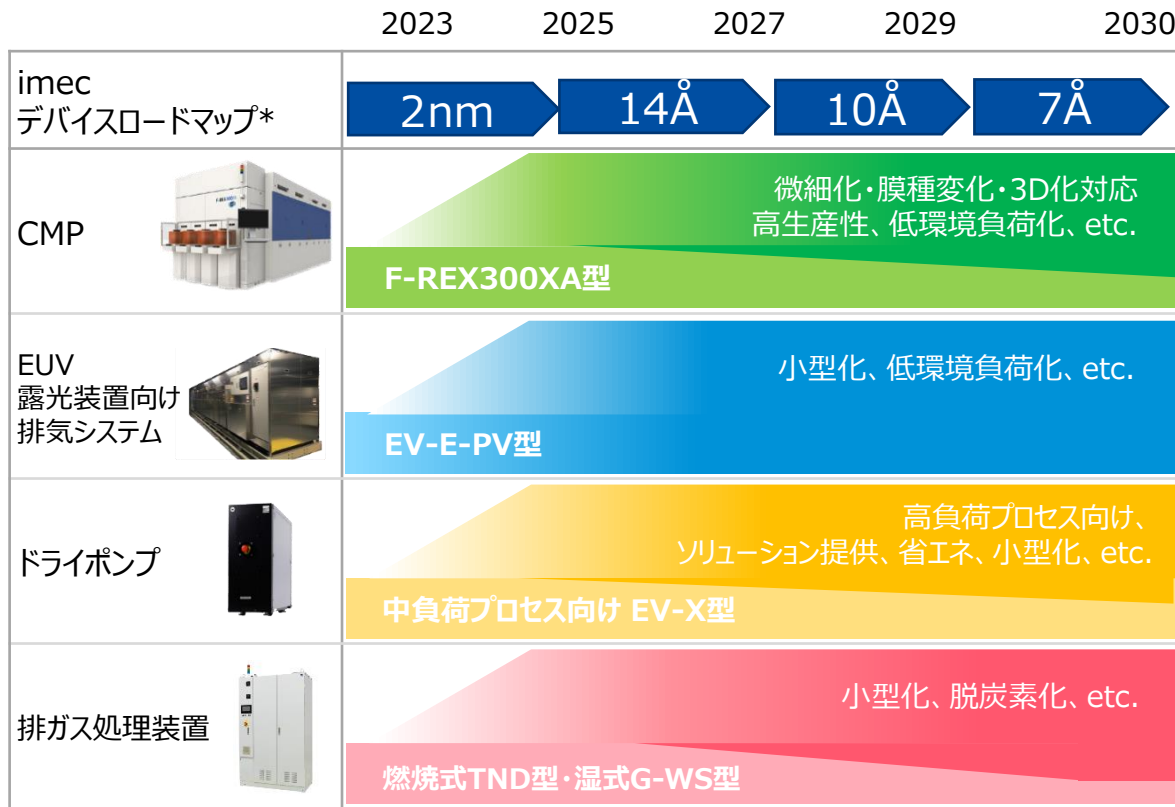 2023 2025 2027 2029 2030
imec
デバイスロードマップ*
2nm 14Å 10Å 7Å
CMP
微細化・膜種変化・3D化対応
高生産性、低環境負荷化、etc.
F-REX300XA型
EUV
露光装置向け
排気システム
小型化、低環境負荷化、etc.
EV-E-PV型
ドライポンプ
高負荷プロセス向け、
ソリューション提供、省エネ、小型化、etc.
中負荷プロセス向け EV-X型
排ガス処理装置
小型化、脱炭素化、etc.
燃焼式TND型・湿式G-WS型